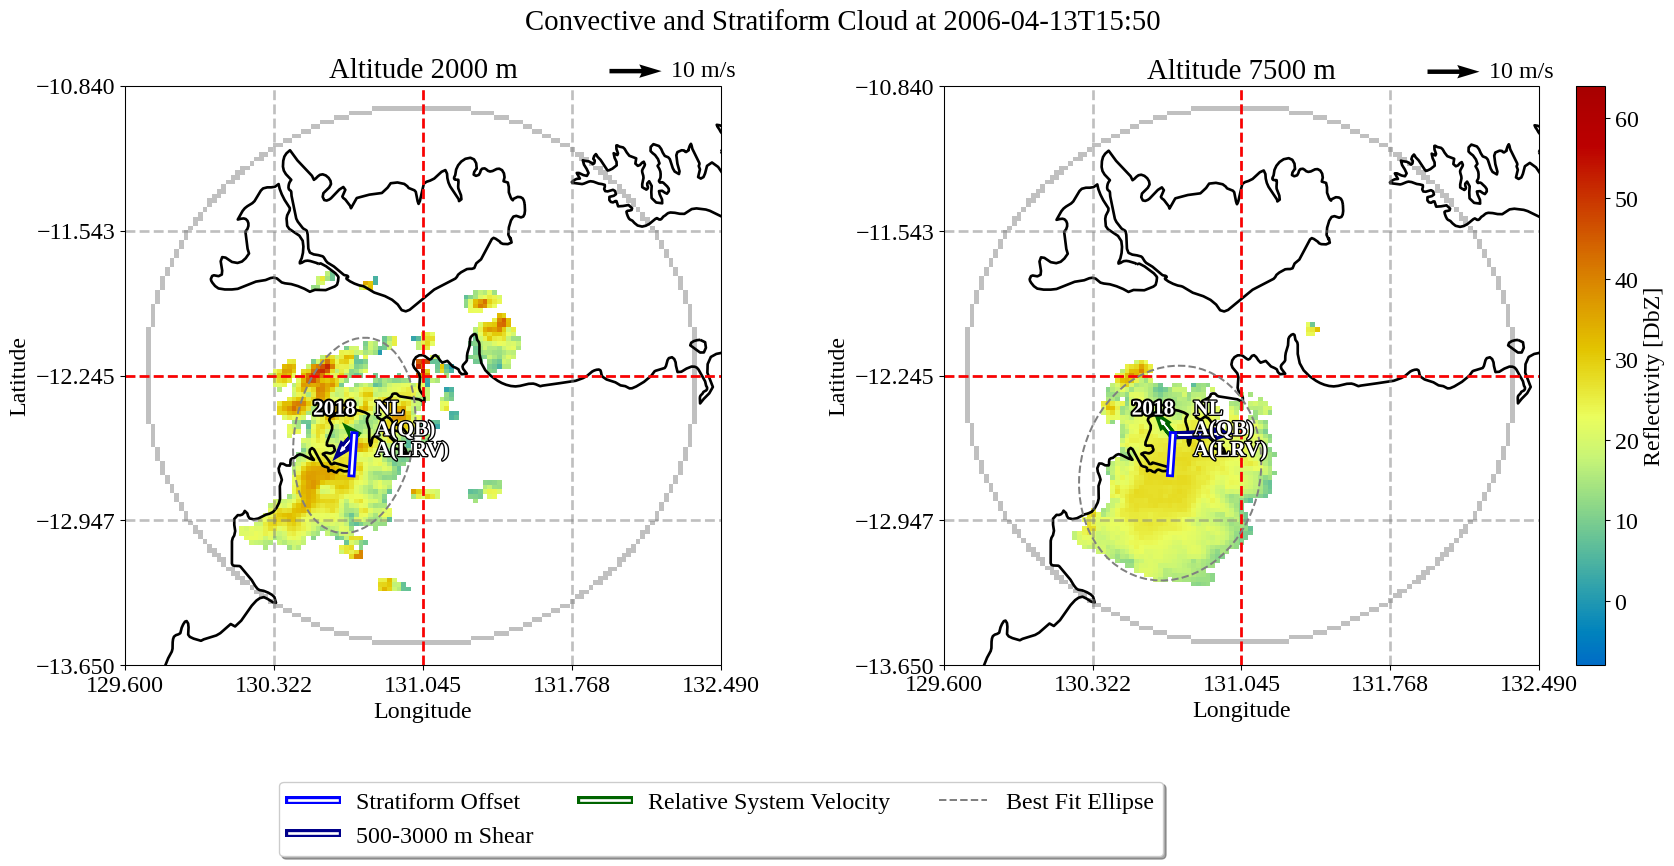 Convective and Stratiform Cloud at 2006-04-13T15:50
Altitude 2000 m
10 m/s
−10.840
−11.543
−12.245
−12.947
−13.650
Latitude
2018
NL
A(QB)
A(LRV)
129.600
130.322
131.045
131.768
132.490
Longitude
Altitude 7500 m
10 m/s
−10.840
−11.543
−12.245
−12.947
−13.650
Latitude
2018
NL
A(QB)
A(LRV)
129.600
130.322
131.045
131.768
132.490
Longitude
60
50
40
30
20
10
0
Reflectivity [DbZ]
Stratiform Offset
500-3000 m Shear
Relative System Velocity
Best Fit Ellipse